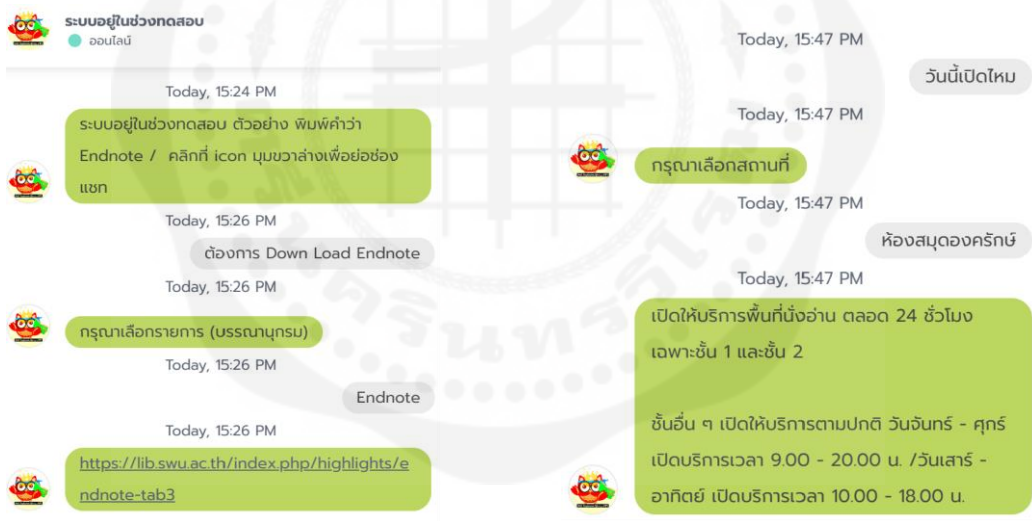 ระบบอยู่ในช่วงทดสอบ
ออนไลน์
Today, 15:24 PM
ระบบอยู่ในช่วงทดสอบ ตัวอย่าง พิมพ์คำว่า
Endnote / คลิกที่ icon มุมขวาล่างเพื่อย่อช่อง
แชท
Today, 15:26 PM
ต้องการ Down Load Endnote
Today, 15:26 PM
กรุณาเลือกรายการ (บรรณานุกรม)
Today, 15:26 PM
Endnote
Today, 15:26 PM
https://lib.swu.ac.th/index.php/highlights/e
ndnote-tab3
Today, 15:47 PM
วันนี้เปิดไหม
Today, 15:47 PM
กรุณาเลือกสถานที่
Today, 15:47 PM
ห้องสมุดองครักษ์
Today, 15:47 PM
เปิดให้บริการพื้นที่นั่งอ่าน ตลอด 24 ชั่วโมง
เฉพาะชั้น 1 และชั้น 2
ชั้นอื่น ๆ เปิดให้บริการตามปกติ วันจันทร์ - ศุกร์
เปิดบริการเวลา 9.00 - 20.00 น. /วันเสาร์ -
อาทิตย์ เปิดบริการเวลา 10.00 - 18.00 น.